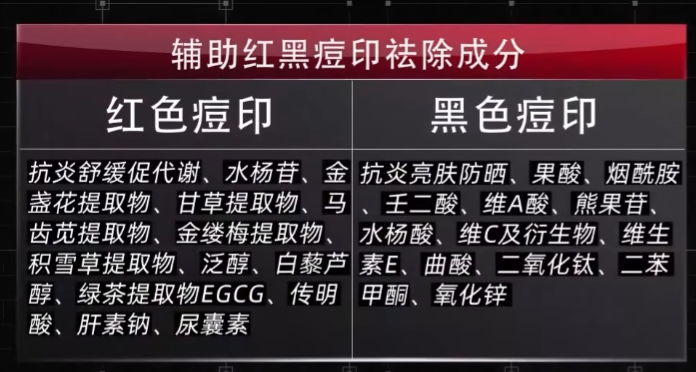 辅助红黑痘印祛除成分
红色痘印
黑色痘印
抗炎舒缓促代谢、水杨苷、金
盏花提取物、甘草提取物、马
齿苋提取物、金缕梅提取物、
积雪草提取物、泛醇、白藜芦
醇、绿茶提取物EGCG、传明
酸、肝素钠、尿囊素
抗炎亮肤防晒、果酸、烟酰胺
、壬二酸、维A酸、熊果苷、
水杨酸、维C及衍生物、维生
素E、曲酸、二氧化钛、二苯
甲酮、氧化锌